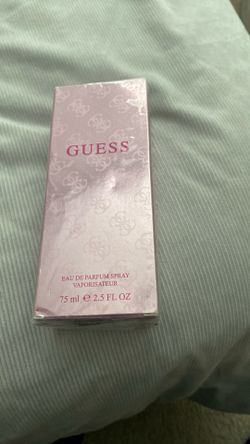 GUESS
EAU DE PARFUM SPRAY
VAPORISATEUR
75 ml ℮ 2.5 FL OZ